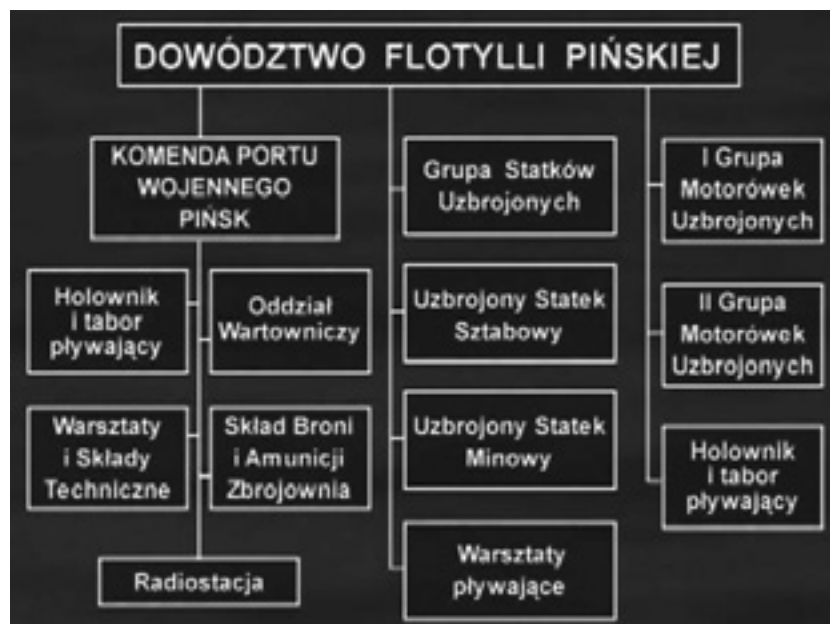 DOWÓDZTWO FLOTYLLI PIŃSKIEJ
KOMENDA PORTU
WOJENNEGO
PIŃSK
Holownik
i tabor
pływający
Oddział
Wartowniczy
Warsztaty
i Składy
Techniczne
Skład Broni
i Amunicji
Zbrojownia
Radiostacja
Grupa Statków
Uzbrojonych
Uzbrojony Statek
Sztabowy
Uzbrojony Statek
Minowy
Warsztaty
pływające
I Grupa
Motorówek
Uzbrojonych
II Grupa
Motorówek
Uzbrojonych
Holownik
i tabor
pływający